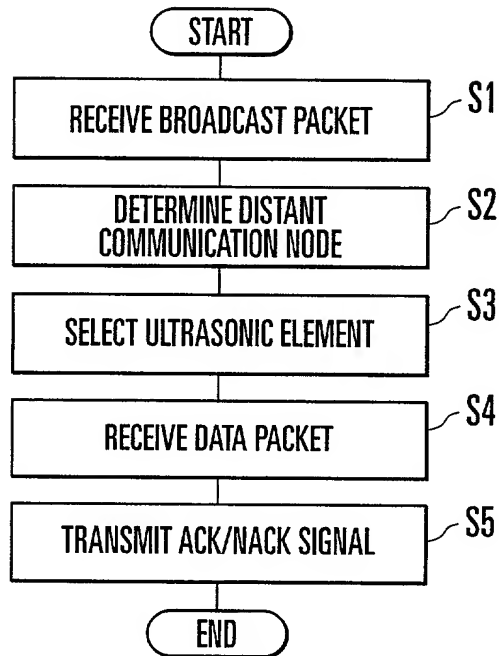 START
RECEIVE BROADCAST PACKET
S1
DETERMINE DISTANT
COMMUNICATION NODE
S2
SELECT ULTRASONIC ELEMENT
S3
RECEIVE DATA PACKET
S4
TRANSMIT ACK/NACK SIGNAL
S5
END